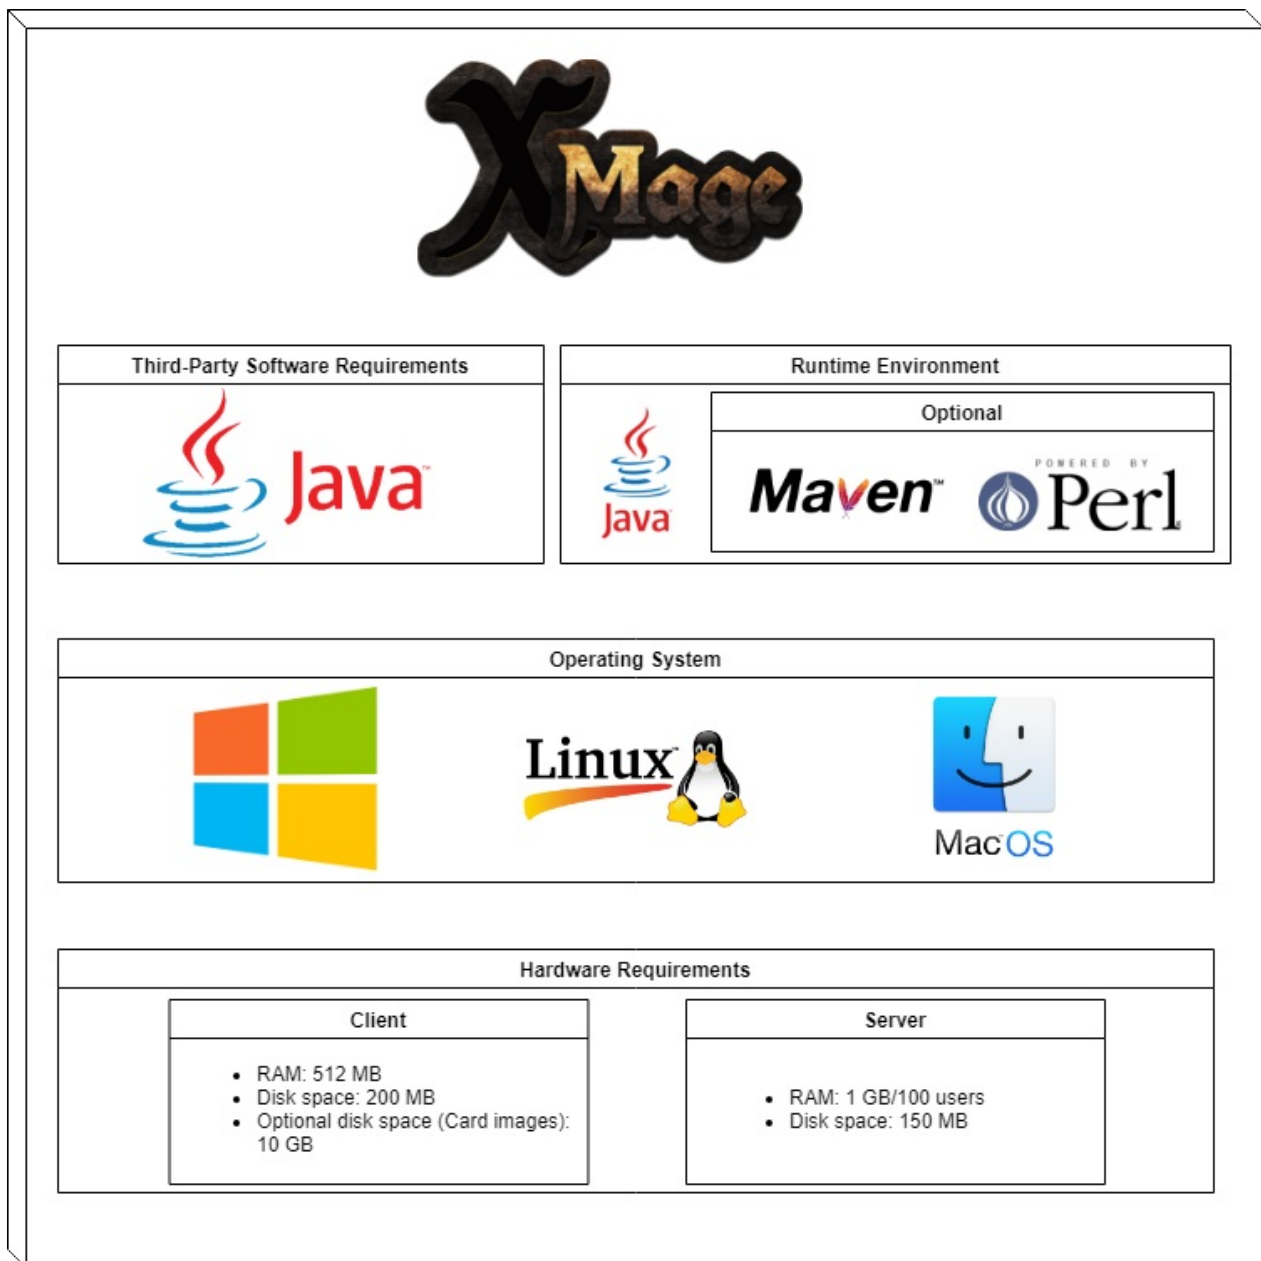 XMage
Third-Party Software Requirements
Java™
Runtime Environment
Java
Optional
Maven™
POWERED BY
Perl
Operating System
Linux
MacOS
Hardware Requirements
Client
• RAM: 512 MB
• Disk space: 200 MB
• Optional disk space (Card images):
10 GB
Server
• RAM: 1 GB/100 users
• Disk space: 150 MB